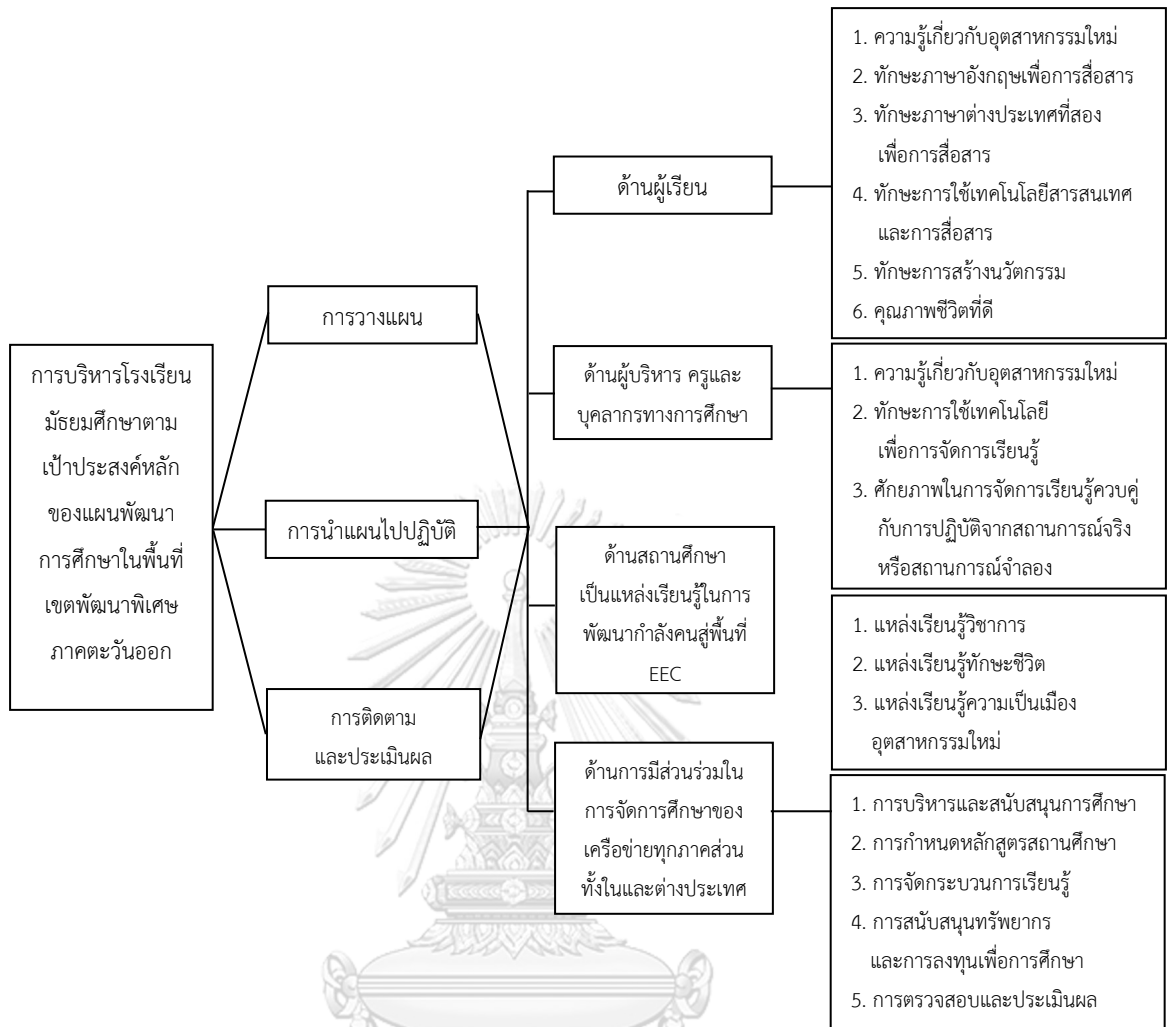 การบริหารโรงเรียน
มัธยมศึกษาตาม
เป้าประสงค์หลัก
ของแผนพัฒนา
การศึกษาในพื้นที่
เขตพัฒนาพิเศษ
ภาคตะวันออก
การวางแผน
การนำแผนไปปฏิบัติ
การติดตาม
และประเมินผล
ด้านผู้เรียน
ด้านผู้บริหาร ครูและ
บุคลากรทางการศึกษา
ด้านสถานศึกษา
เป็นแหล่งเรียนรู้ในการ
พัฒนากำลังคนสู่พื้นที่
EEC
ด้านการมีส่วนร่วมใน
การจัดการศึกษาของ
เครือข่ายทุกภาคส่วน
ทั้งในและต่างประเทศ
1. ความรู้เกี่ยวกับอุตสาหกรรมใหม่
2. ทักษะภาษาอังกฤษเพื่อการสื่อสาร
3. ทักษะภาษาต่างประเทศที่สอง
เพื่อการสื่อสาร
4. ทักษะการใช้เทคโนโลยีสารสนเทศ
และการสื่อสาร
5. ทักษะการสร้างนวัตกรรม
6. คุณภาพชีวิตที่ดี
1. ความรู้เกี่ยวกับอุตสาหกรรมใหม่
2. ทักษะการใช้เทคโนโลยี
เพื่อการจัดการเรียนรู้
3. ศักยภาพในการจัดการเรียนรู้ควบคู่
กับการปฏิบัติจากสถานการณ์จริง
หรือสถานการณ์จำลอง
1. แหล่งเรียนรู้วิชาการ
2. แหล่งเรียนรู้ทักษะชีวิต
3. แหล่งเรียนรู้ความเป็นเมือง
อุตสาหกรรมใหม่
1. การบริหารและสนับสนุนการศึกษา
2. การกำหนดหลักสูตรสถานศึกษา
3. การจัดกระบวนการเรียนรู้
4. การสนับสนุนทรัพยากร
และการลงทุนเพื่อการศึกษา
5. การตรวจสอบและประเมินผล